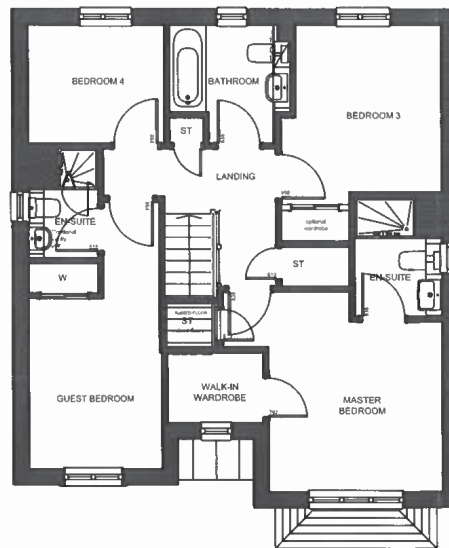 BEDROOM 4
BATHROOM
BEDROOM 3
ST
LANDING
EN-SUITE
optional
wardrobe
ST
EN-SUITE
W
ST
GUEST BEDROOM
WALK-IN
WARDROBE
MASTER
BEDROOM